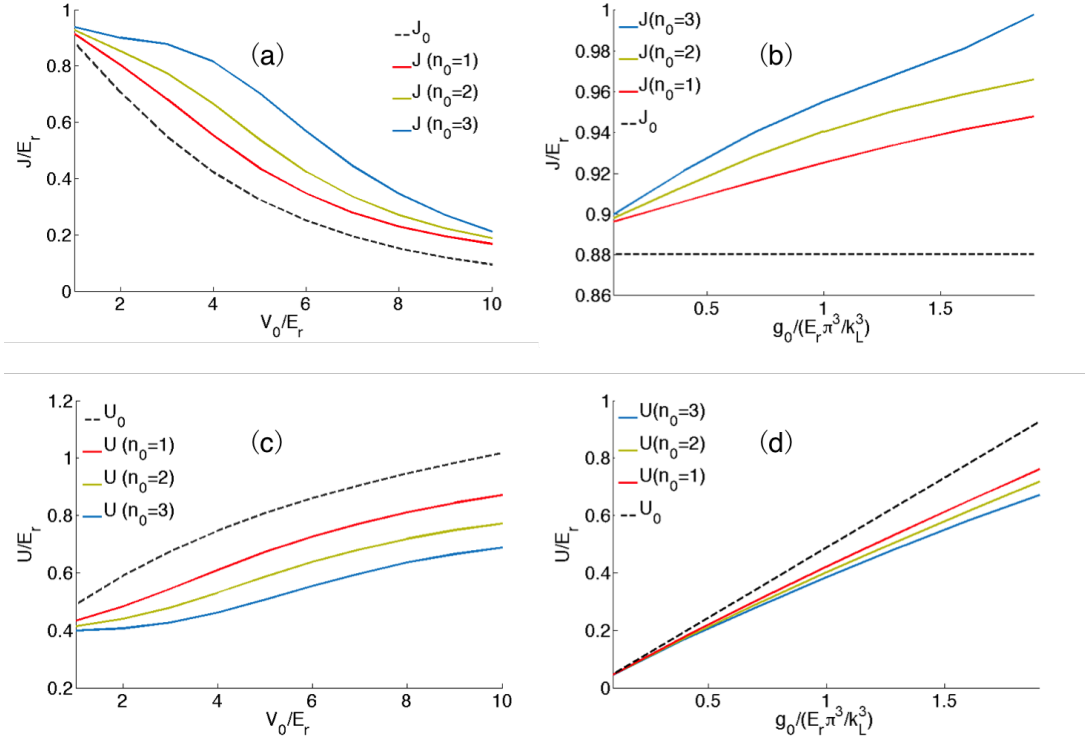 (a)
J/E_r
1
0.8
0.6
0.4
0.2
0
2
4
6
8
10
V_0/E_r
J_0
J (n_0=1)
J (n_0=2)
J (n_0=3)
(b)
J/E_r
1
0.98
0.96
0.94
0.92
0.9
0.88
0.86
0.5
1
1.5
g_0/(E_rπ^3/k_L^3)
J(n_0=3)
J(n_0=2)
J(n_0=1)
J_0
(c)
U/E_r
1.2
1
0.8
0.6
0.4
0.2
2
4
6
8
10
V_0/E_r
U_0
U (n_0=1)
U (n_0=2)
U (n_0=3)
(d)
U/E_r
1
0.8
0.6
0.4
0.2
0
0.5
1
1.5
g_0/(E_rπ^3/k_L^3)
U(n_0=3)
U(n_0=2)
U(n_0=1)
U_0